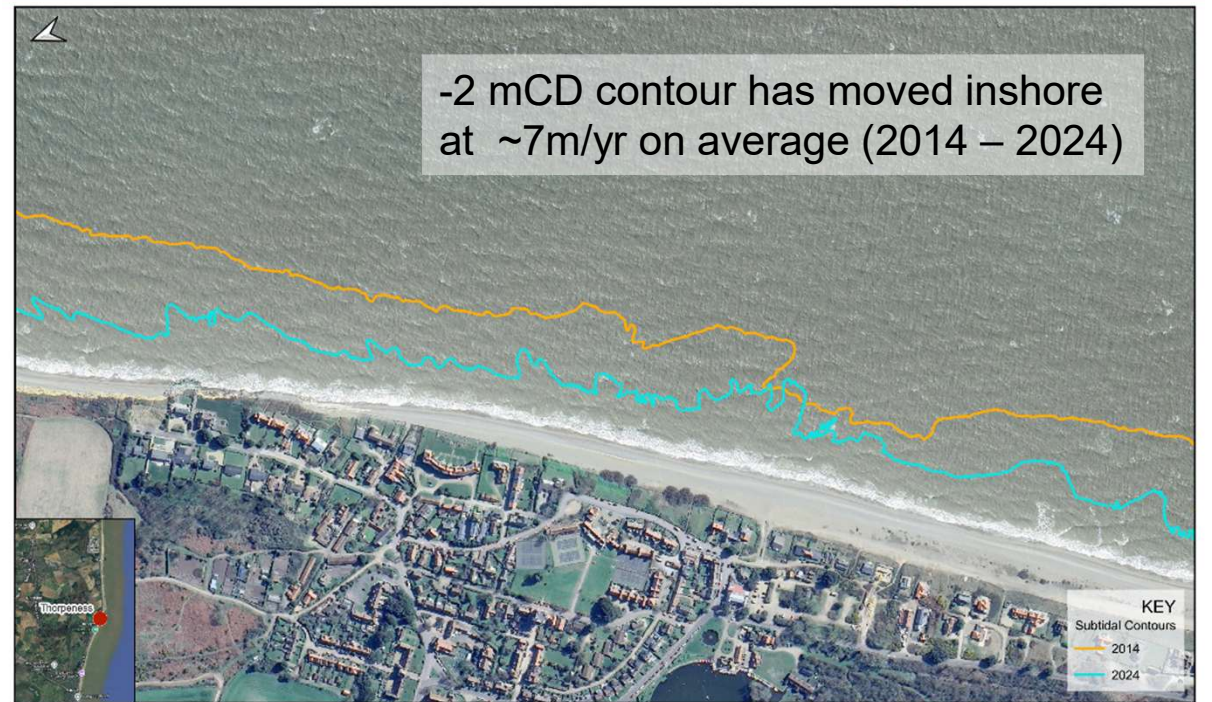 -2 mCD contour has moved inshore
at ~7m/yr on average (2014 – 2024)
Thorpeness
KEY
Subtidal Contours
2014
2024